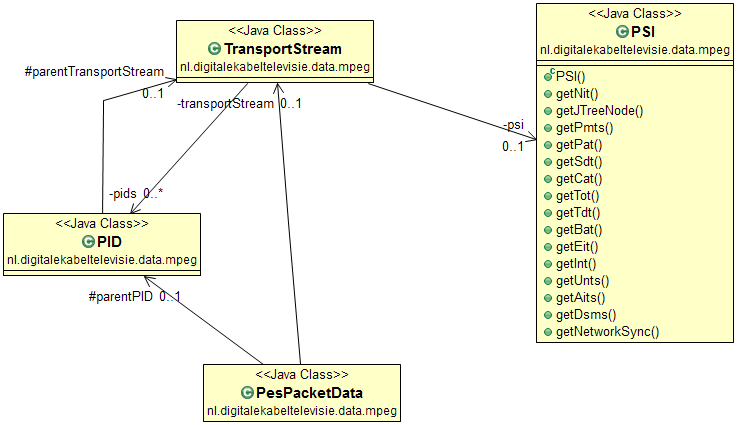 <<Java Class>>
TransportStream
nl.digitalekabeltelevisie.data.mpeg
<<Java Class>>
PSI
nl.digitalekabeltelevisie.data.mpeg
PSI()
getNit()
getJTreeNode()
getPmts()
getPat()
getSdt()
getCat()
getTot()
getTdt()
getBat()
getEit()
getInt()
getUnts()
getAits()
getDsms()
getNetworkSync()
#parentTransportStream
0..1
-transportStream 0..1
-psi
0..1
-pids 0..*
<<Java Class>>
PID
nl.digitalekabeltelevisie.data.mpeg
#parentPID 0..1
<<Java Class>>
PesPacketData
nl.digitalekabeltelevisie.data.mpeg